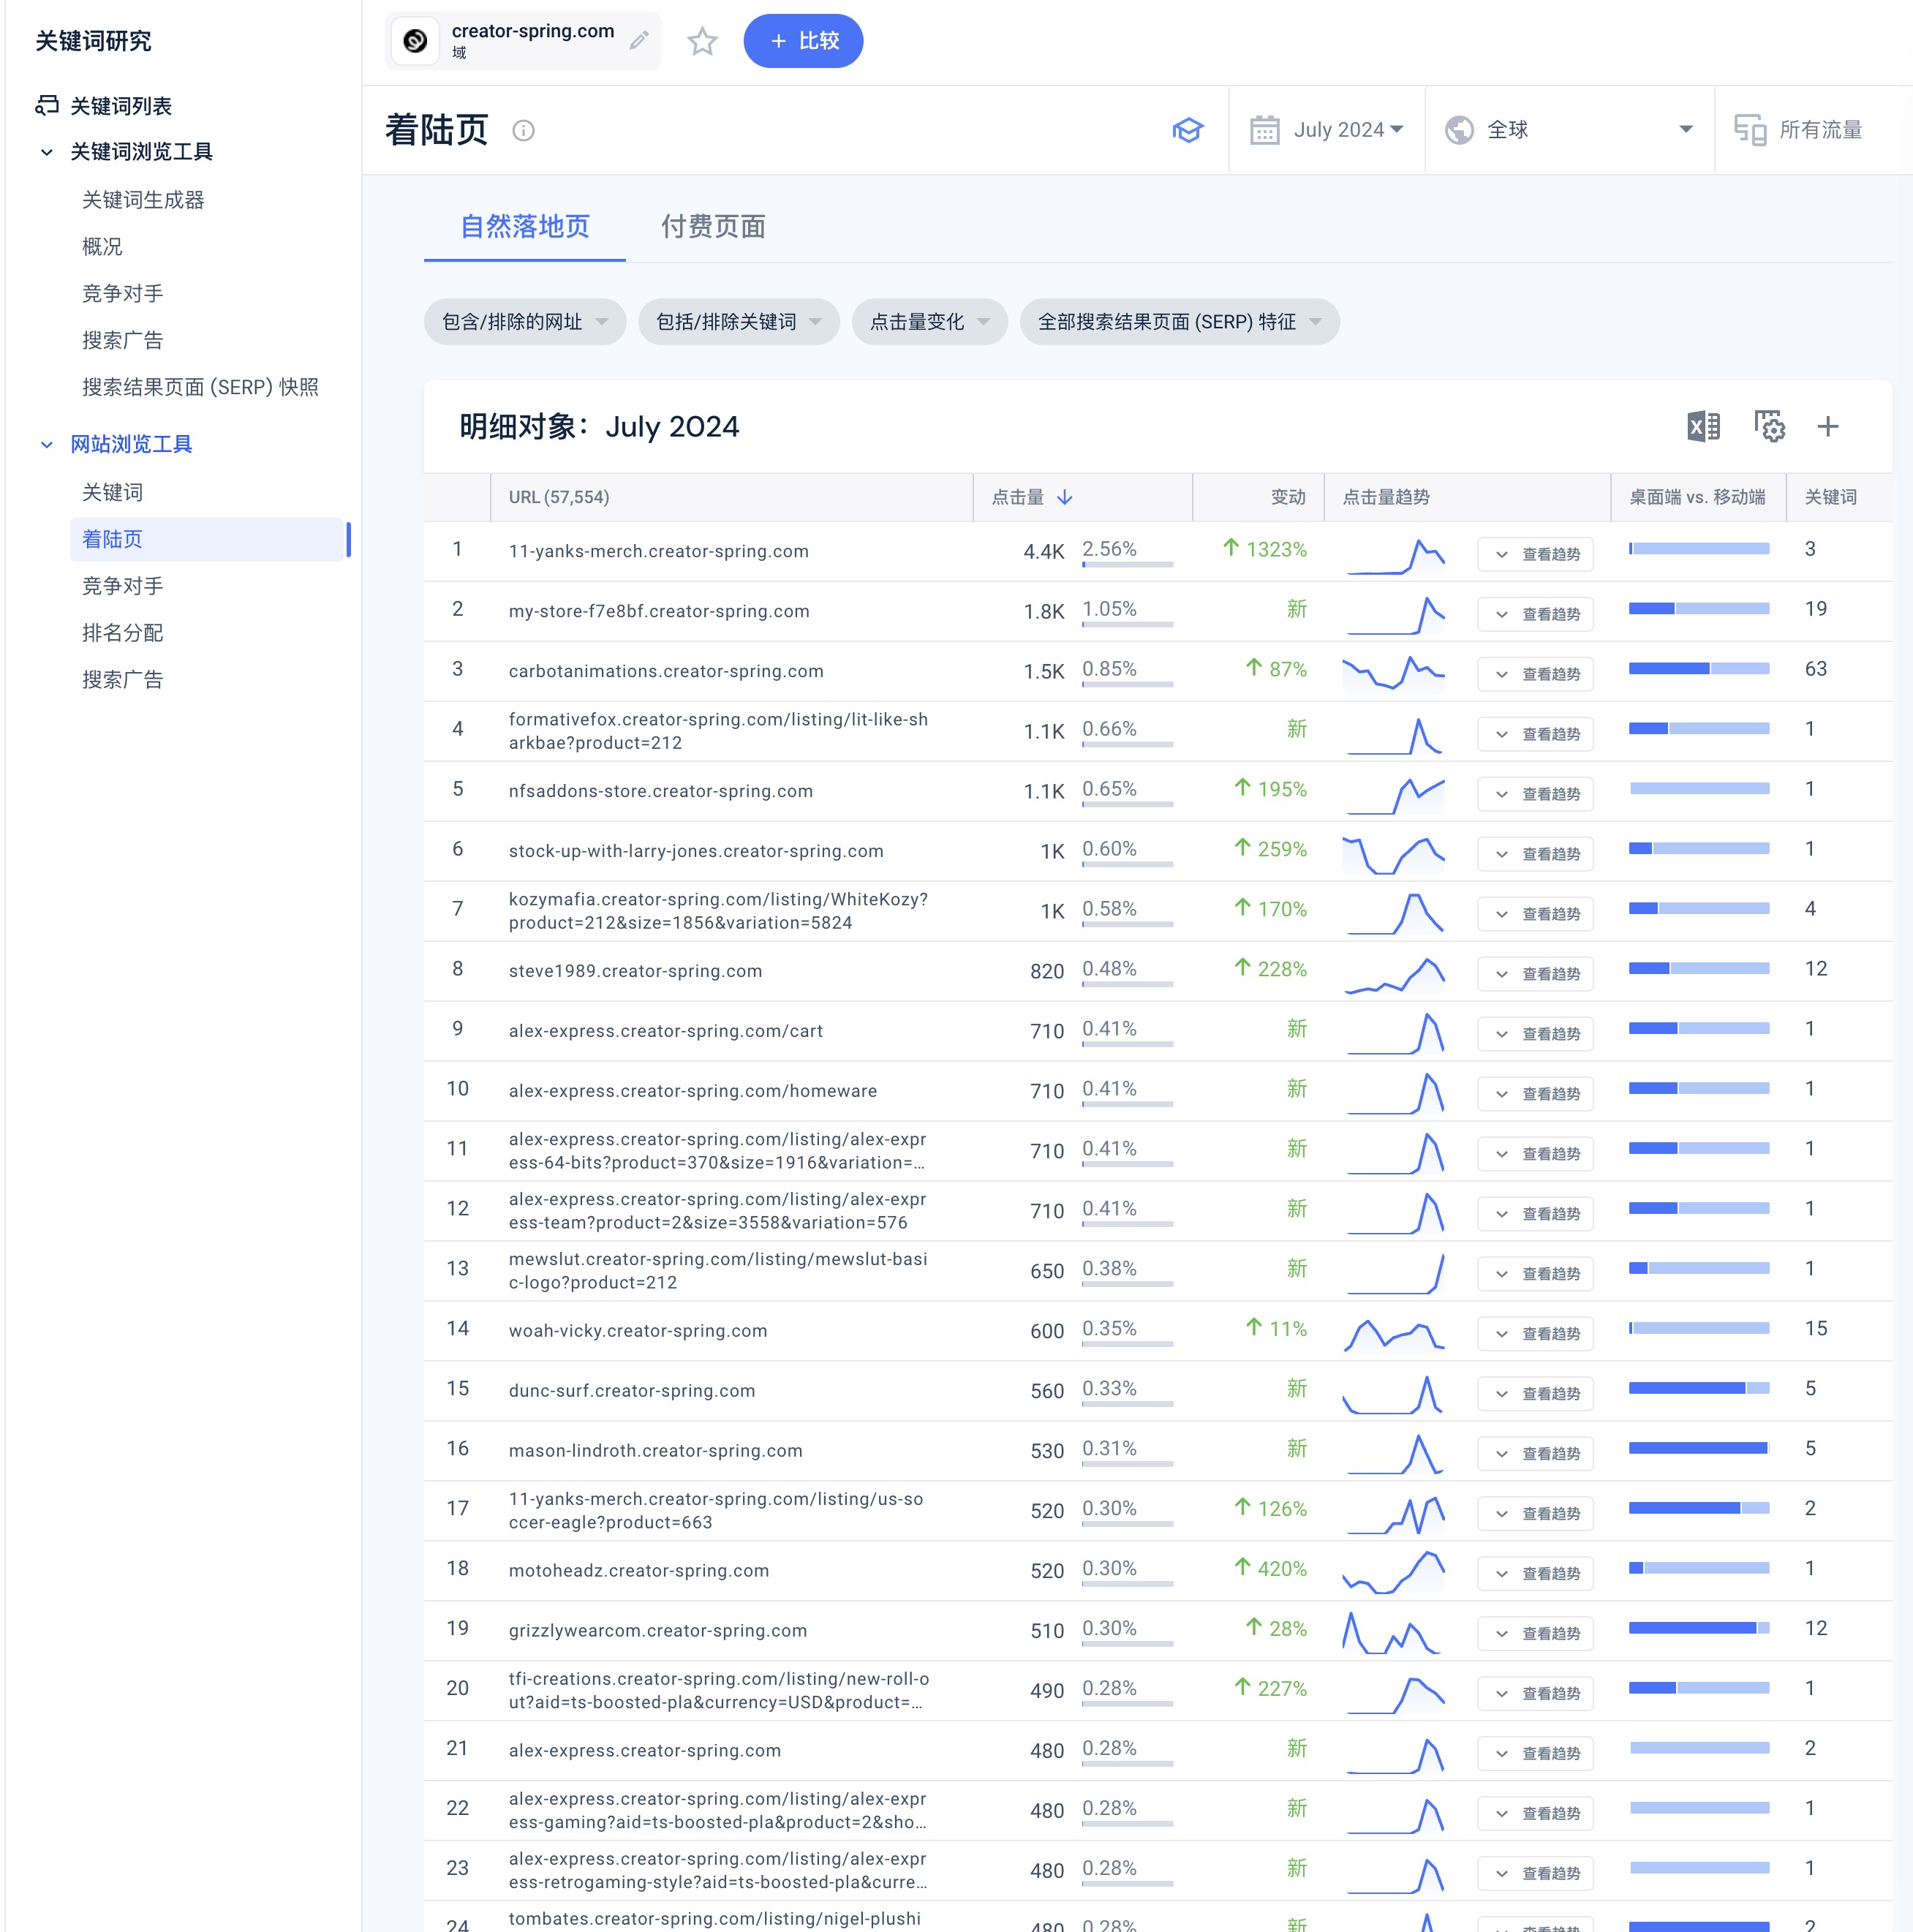 关键词研究
关键词列表
关键词浏览工具
关键词生成器
概况
竞争对手
搜索广告
搜索结果页面 (SERP) 快照
网站浏览工具
关键词
着陆页
竞争对手
排名分配
搜索广告
creator-spring.com
域
+ 比较
着陆页
July 2024
全球
所有流量
自然落地页
付费页面
包含/排除的网址
包括/排除关键词
点击量变化
全部搜索结果页面 (SERP) 特征
明细对象：July 2024
URL (57,554) 点击量 变动 点击量趋势 桌面端 vs. 移动端 关键词
1 11-yanks-merch.creator-spring.com 4.4K 2.56% 1323% 查看趋势 3
2 my-store-f7e8bf.creator-spring.com 1.8K 1.05% 新 查看趋势 19
3 carbotanimations.creator-spring.com 1.5K 0.85% 87% 查看趋势 63
4 formativefox.creator-spring.com/listing/lit-like-sh
arkbae?product=212 1.1K 0.66% 新 查看趋势 1
5 nfsaddons-store.creator-spring.com 1.1K 0.65% 195% 查看趋势 1
6 stock-up-with-larry-jones.creator-spring.com 1K 0.60% 259% 查看趋势 1
7 kozymafia.creator-spring.com/listing/WhiteKozy?
product=212&size=1856&variation=5824 1K 0.58% 170% 查看趋势 4
8 steve1989.creator-spring.com 820 0.48% 228% 查看趋势 12
9 alex-express.creator-spring.com/cart 710 0.41% 新 查看趋势 1
10 alex-express.creator-spring.com/homeware 710 0.41% 新 查看趋势 1
11 alex-express.creator-spring.com/listing/alex-expr
ess-64-bits?product=370&size=1916&variation=… 710 0.41% 新 查看趋势 1
12 alex-express.creator-spring.com/listing/alex-expr
ess-team?product=2&size=3558&variation=576 710 0.41% 新 查看趋势 1
13 mewslut.creator-spring.com/listing/mewslut-basi
c-logo?product=212 650 0.38% 新 查看趋势 1
14 woah-vicky.creator-spring.com 600 0.35% 11% 查看趋势 15
15 dunc-surf.creator-spring.com 560 0.33% 新 查看趋势 5
16 mason-lindroth.creator-spring.com 530 0.31% 新 查看趋势 5
17 11-yanks-merch.creator-spring.com/listing/us-so
ccer-eagle?product=663 520 0.30% 126% 查看趋势 2
18 motoheadz.creator-spring.com 520 0.30% 420% 查看趋势 1
19 grizzlywearcom.creator-spring.com 510 0.30% 28% 查看趋势 12
20 tfi-creations.creator-spring.com/listing/new-roll-o
ut?aid=ts-boosted-pla&currency=USD&product=… 490 0.28% 227% 查看趋势 1
21 alex-express.creator-spring.com 480 0.28% 新 查看趋势 2
22 alex-express.creator-spring.com/listing/alex-expr
ess-gaming?aid=ts-boosted-pla&product=2&sho… 480 0.28% 新 查看趋势 1
23 alex-express.creator-spring.com/listing/alex-expr
ess-retrogaming-style?aid=ts-boosted-pla&curre… 480 0.28% 新 查看趋势 1
24 tombates.creator-spring.com/listing/nigel-plushi 480 0.28% 新 查看趋势 2